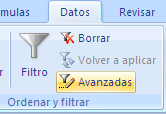 mulas Datos Revisar
Borrar
Volver a aplicar
Filtro
Avanzadas
Ordenar y filtrar